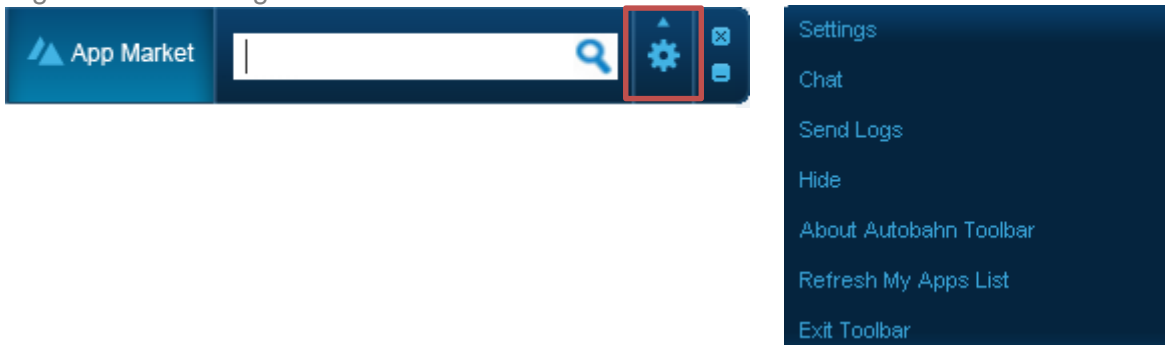 App Market
Settings
Chat
Send Logs
Hide
About Autobahn Toolbar
Refresh My Apps List
Exit Toolbar